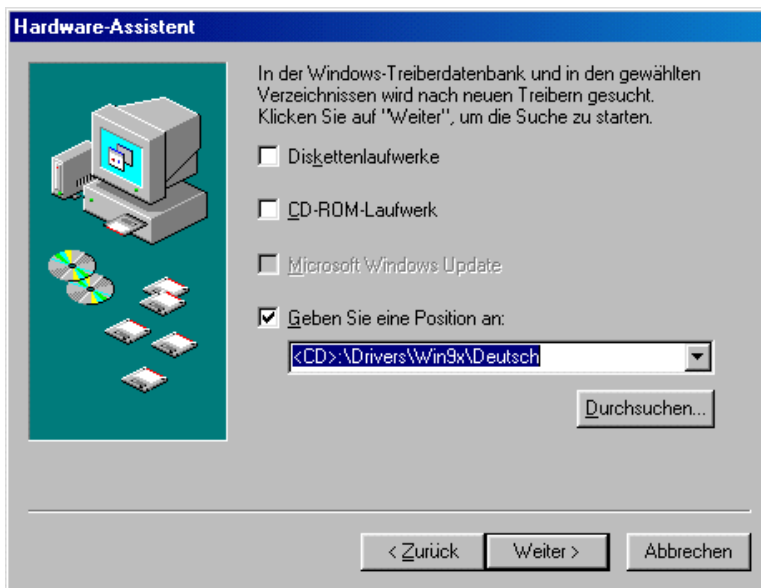 Hardware-Assistent
In der Windows-Treiberdatenbank und in den gewählten
Verzeichnissen wird nach neuen Treibern gesucht.
Klicken Sie auf "Weiter", um die Suche zu starten.
Diskettenlaufwerke
CD-ROM-Laufwerk
Microsoft Windows Update
Geben Sie eine Position an:
<CD>:\Drivers\Win9x\Deutsch
Durchsuchen...
< Zurück Weiter > Abbrechen